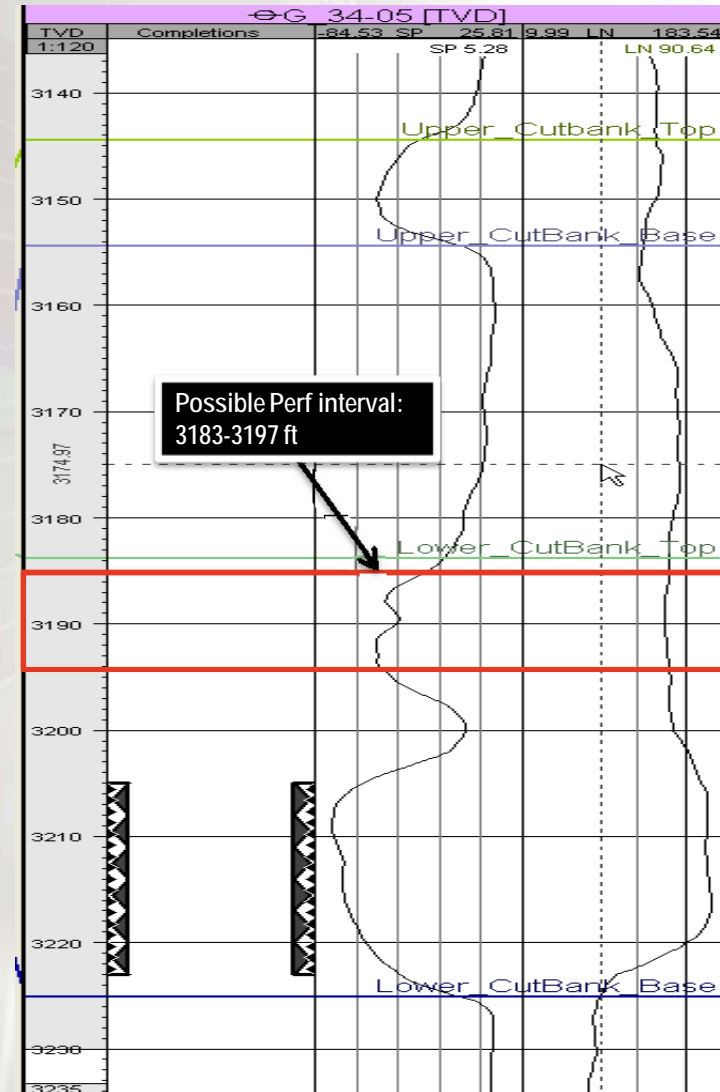 G_34-05 [TVD]
TVD Completions -84.53 SP 25.81 9.99 LN 183.54
1:120 SP 5.28 LN 90.64
3140
Upper_Cutbank_Top
3150
Upper_CutBank_Base
3160
3170
Possible Perf interval:
3183-3197 ft
3174.97
3180
Lower_CutBank_Top
3190
3200
3210
3220
Lower_CutBank_Base
3230
3235